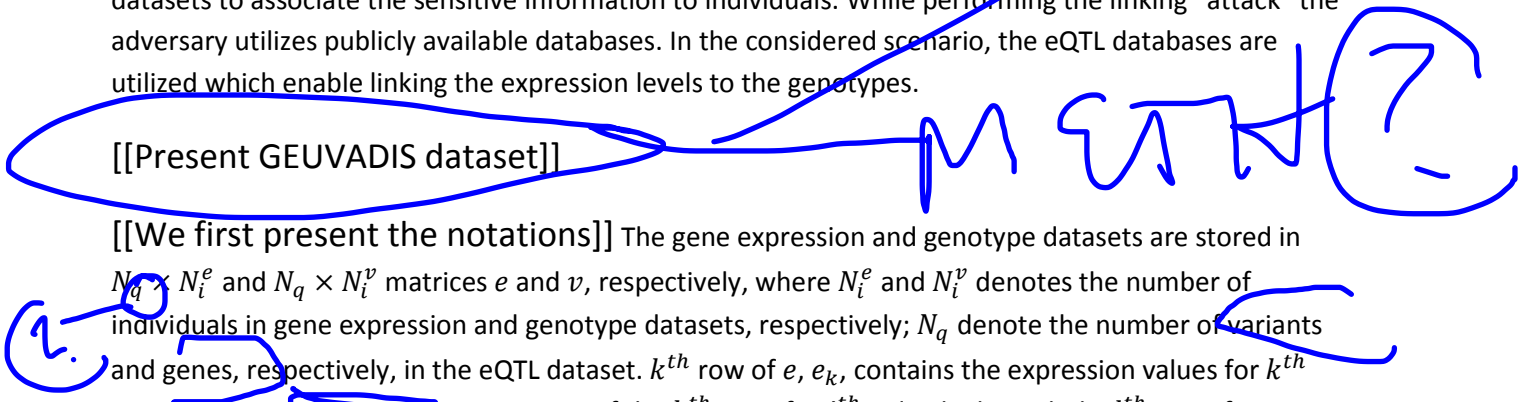 datasets to associate the sensitive information to individuals. While performing the linking "attack" the
adversary utilizes publicly available databases. In the considered scenario, the eQTL databases are
utilized which enable linking the expression levels to the genotypes.
[[Present GEUVADIS dataset]]
METH ?
[[We first present the notations]] The gene expression and genotype datasets are stored in
N_q × N_i^e and N_q × N_i^v matrices e and v, respectively, where N_i^e and N_i^v denotes the number of
individuals in gene expression and genotype datasets, respectively; N_q denote the number of variants
and genes, respectively, in the eQTL dataset. k^th row of e, e_k, contains the expression values for k^th